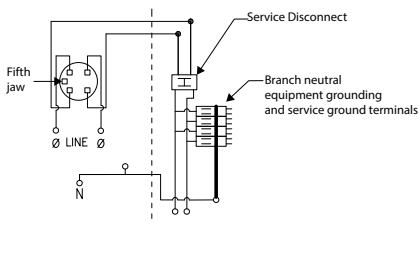 Service Disconnect
Fifth
jaw
Branch neutral
equipment grounding
and service ground terminals
Ø LINE Ø
N